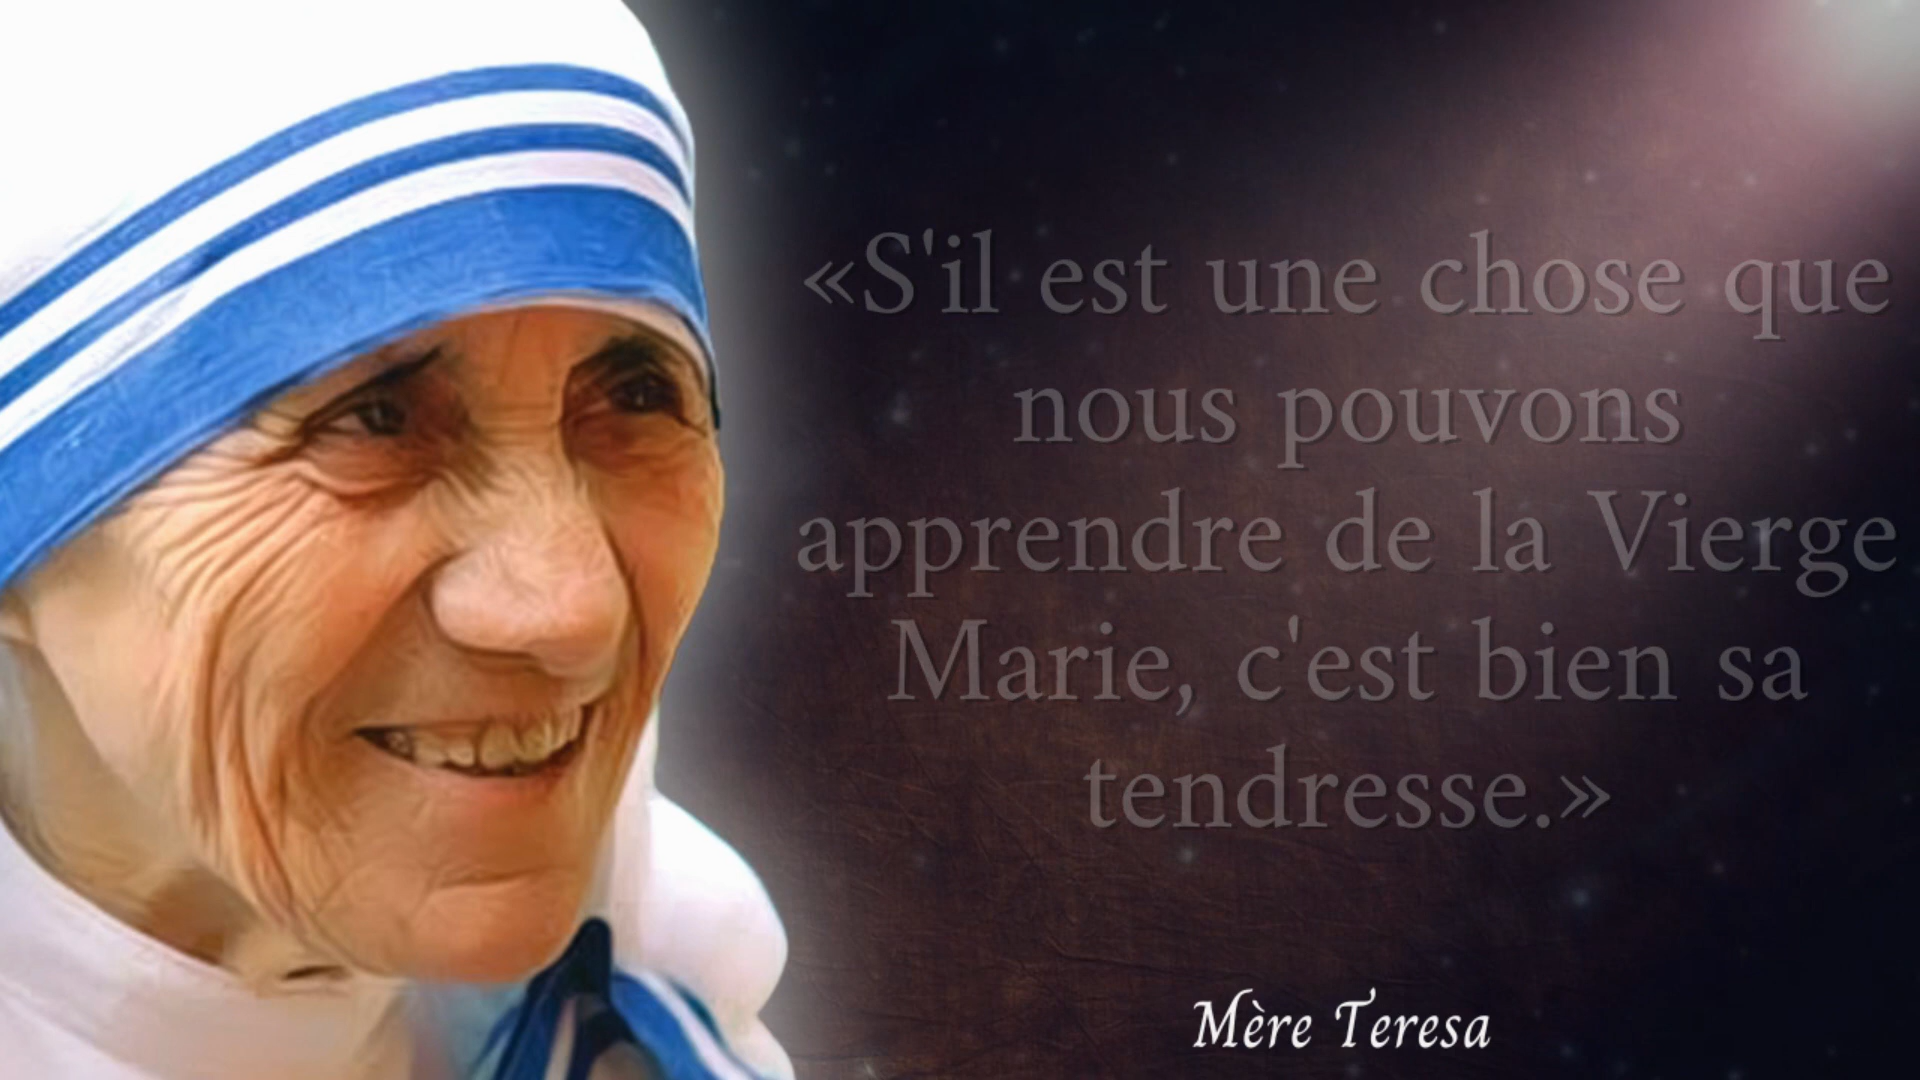 «S'il est une chose que
nous pouvons
apprendre de la Vierge
Marie, c'est bien sa
tendresse.»
Mère Teresa